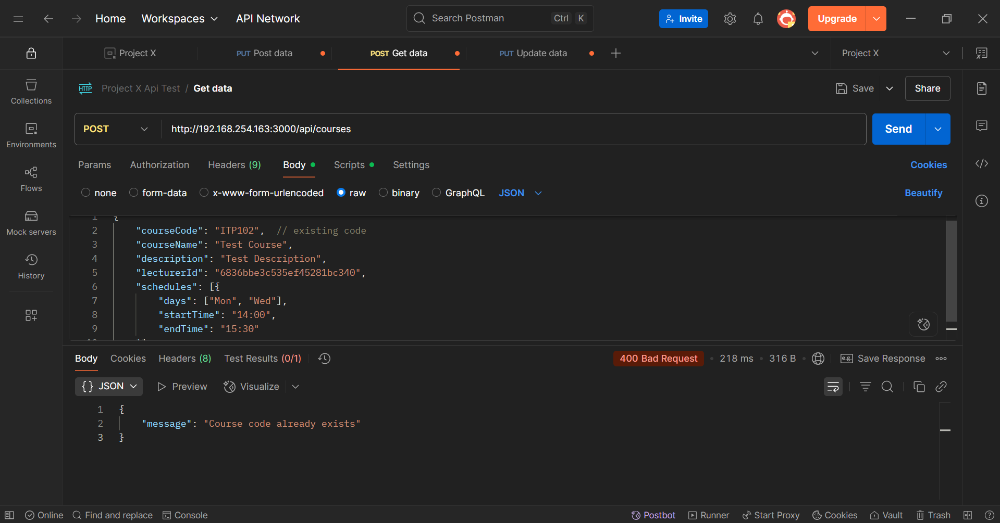 Home Workspaces API Network Search Postman Ctrl K Invite Upgrade
Project X PUT Post data POST Get data PUT Update data Project X
HTTP Project X Api Test / Get data Save Share
POST http://192.168.254.163:3000/api/courses Send
Params Authorization Headers (9) Body Scripts Settings Cookies
none form-data x-www-form-urlencoded raw binary GraphQL JSON Beautify
Collections
Environments
Flows
Mock servers
History
1 {
2 "courseCode": "ITP102", // existing code
3 "courseName": "Test Course",
4 "description": "Test Description",
5 "lecturerId": "6836bbe3c535ef45281bc340",
6 "schedules": [{
7 "days": ["Mon", "Wed"],
8 "startTime": "14:00",
9 "endTime": "15:30"
Body Cookies Headers (8) Test Results (0/1) 400 Bad Request • 218 ms • 316 B • e.g. Save Response
{} JSON Preview Visualize
1 {
2 "message": "Course code already exists"
3 }
Online Find and replace Console Postbot Runner Start Proxy Cookies Vault Trash